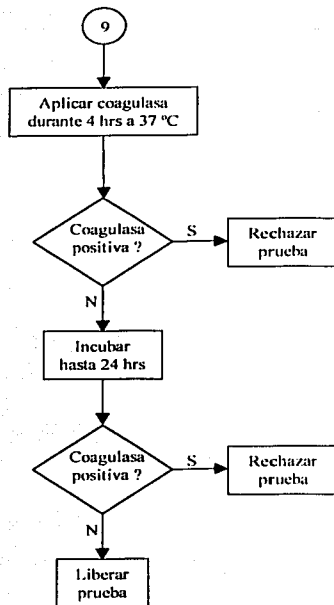 9
Aplicar coagulasa
durante 4 hrs a 37 ºC
Coagulasa
positiva ?
S
Rechazar
prueba
N
Incubar
hasta 24 hrs
Coagulasa
positiva ?
S
Rechazar
prueba
N
Liberar
prueba